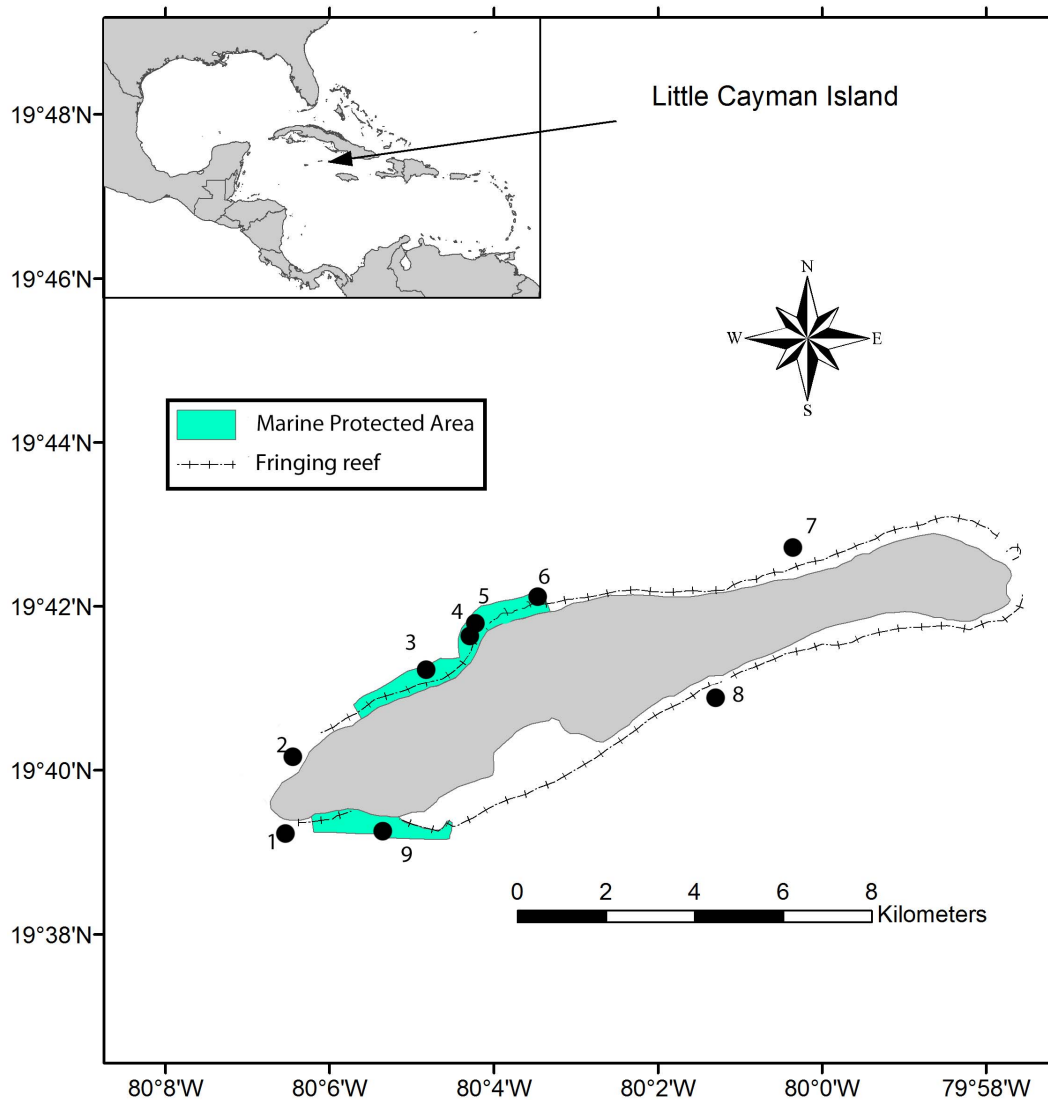 Little Cayman Island
19°48'N
19°46'N
19°44'N
19°42'N
19°40'N
19°38'N
N
W
E
S
Marine Protected Area
Fringing reef
7
6
5
4
3
8
2
1
9
0 2 4 6 8
Kilometers
80°8'W 80°6'W 80°4'W 80°2'W 80°0'W 79°58'W